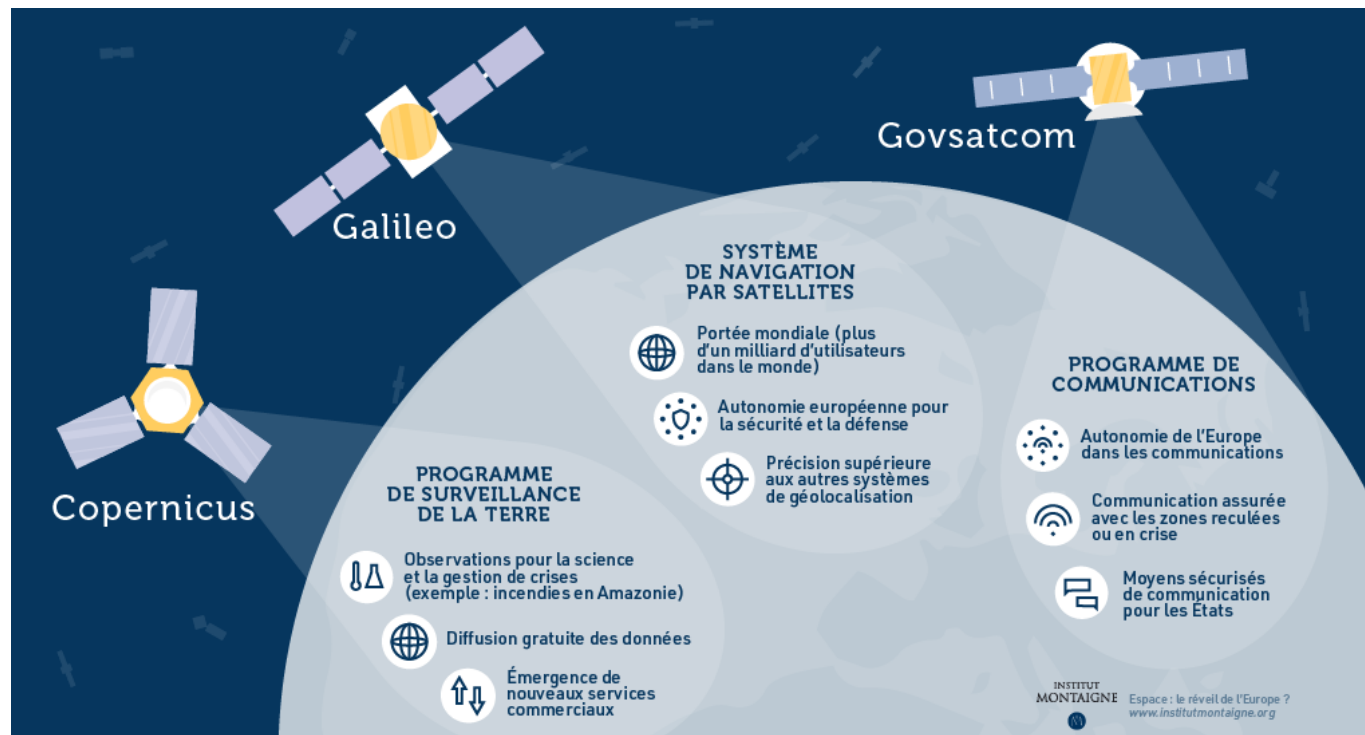 Galileo
Govsatcom
Copernicus
SYSTÈME
DE NAVIGATION
PAR SATELLITES
Portée mondiale (plus
d'un milliard d'utilisateurs
dans le monde)
Autonomie européenne pour
la sécurité et la défense
Précision supérieure
aux autres systèmes
de géolocalisation
PROGRAMME DE
COMMUNICATIONS
Autonomie de l'Europe
dans les communications
Communication assurée
avec les zones reculées
ou en crise
Moyens sécurisés
de communication
pour les États
PROGRAMME
DE SURVEILLANCE
DE LA TERRE
Observations pour la science
et la gestion de crises
(exemple : incendies en Amazonie)
Diffusion gratuite des données
Émergence de
nouveaux services
commerciaux
INSTITUT
MONTAIGNE
Espace : le réveil de l'Europe ?
www.institutmontaigne.org